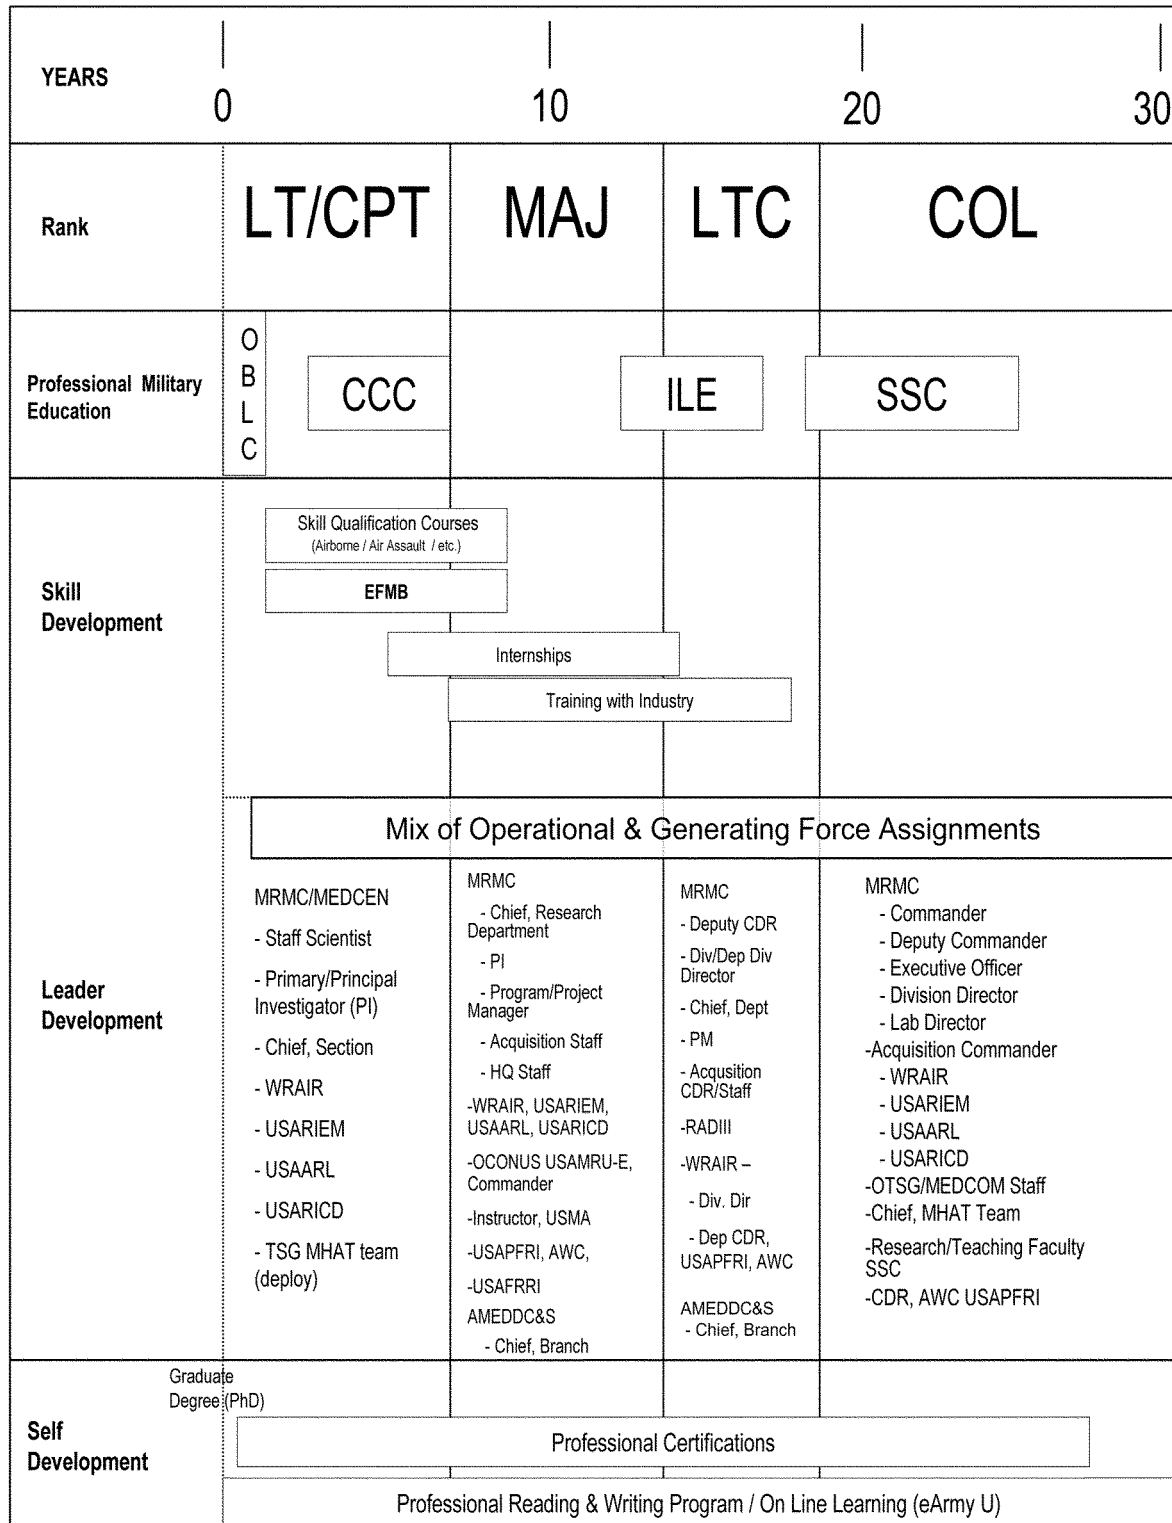 YEARS
0 10 20 30
Rank
LT/CPT MAJ LTC COL
Professional Military
Education
O
B
L
C
CCC ILE SSC
Skill
Development
Skill Qualification Courses
(Airborne / Air Assault / etc.)
EFMB
Internships
Training with Industry
Mix of Operational & Generating Force Assignments
Leader
Development
MRMC/MEDCEN
- Staff Scientist
- Primary/Principal
Investigator (PI)
- Chief, Section
- WRAIR
- USARIEM
- USAARL
- USARICD
- TSG MHAT team
(deploy)
MRMC
- Chief, Research
Department
- PI
- Program/Project
Manager
- Acquisition Staff
- HQ Staff
-WRAIR, USARIEM,
USAARL, USARICD
-OCONUS USAMRU-E,
Commander
-Instructor, USMA
-USAPFRI, AWC,
-USAFRRI
AMEDDC&S
- Chief, Branch
MRMC
- Deputy CDR
- Div/Dep Div
Director
- Chief, Dept
- PM
- Acqusition
CDR/Staff
-RADIII
-WRAIR –
- Div. Dir
- Dep CDR,
USAPFRI, AWC
AMEDDC&S
- Chief, Branch
MRMC
- Commander
- Deputy Commander
- Executive Officer
- Division Director
- Lab Director
-Acquisition Commander
- WRAIR
- USARIEM
- USAARL
- USARICD
-OTSG/MEDCOM Staff
-Chief, MHAT Team
-Research/Teaching Faculty
SSC
-CDR, AWC USAPFRI
Self
Development
Graduate
Degree (PhD)
Professional Certifications
Professional Reading & Writing Program / On Line Learning (eArmy U)